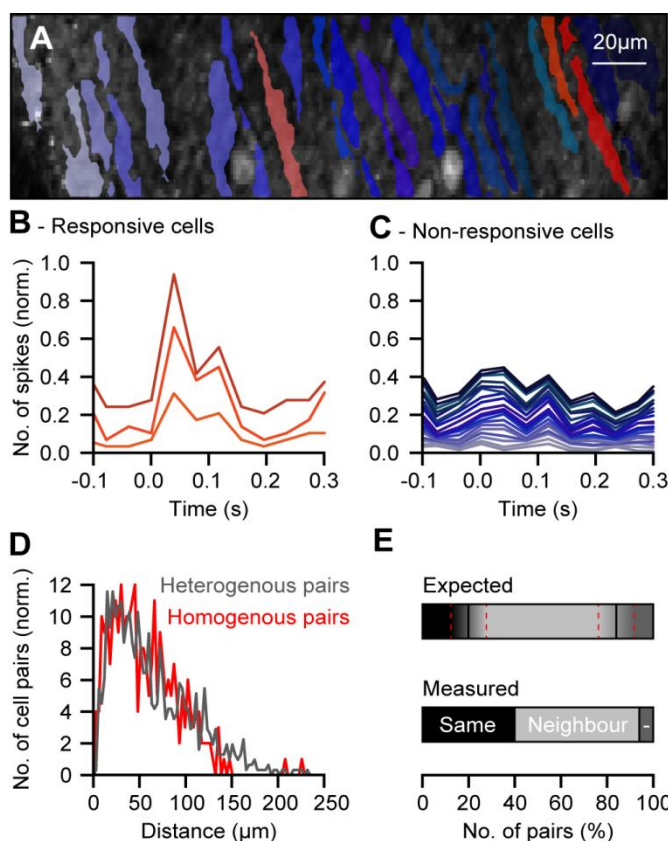 A
20μm
B - Responsive cells
C - Non-responsive cells
No. of spikes (norm.)
1.0
0.8
0.6
0.4
0.2
0.0
-0.1 0.0 0.1 0.2 0.3
Time (s)
1.0
0.8
0.6
0.4
0.2
0.0
-0.1 0.0 0.1 0.2 0.3
Time (s)
D
No. of cell pairs (norm.)
12
10
8
6
4
2
0
Heterogenous pairs
Homogenous pairs
0 50 100 150 200 250
Distance (μm)
E
Expected
Measured
Same Neighbour -
0 20 40 60 80 100
No. of pairs (%)